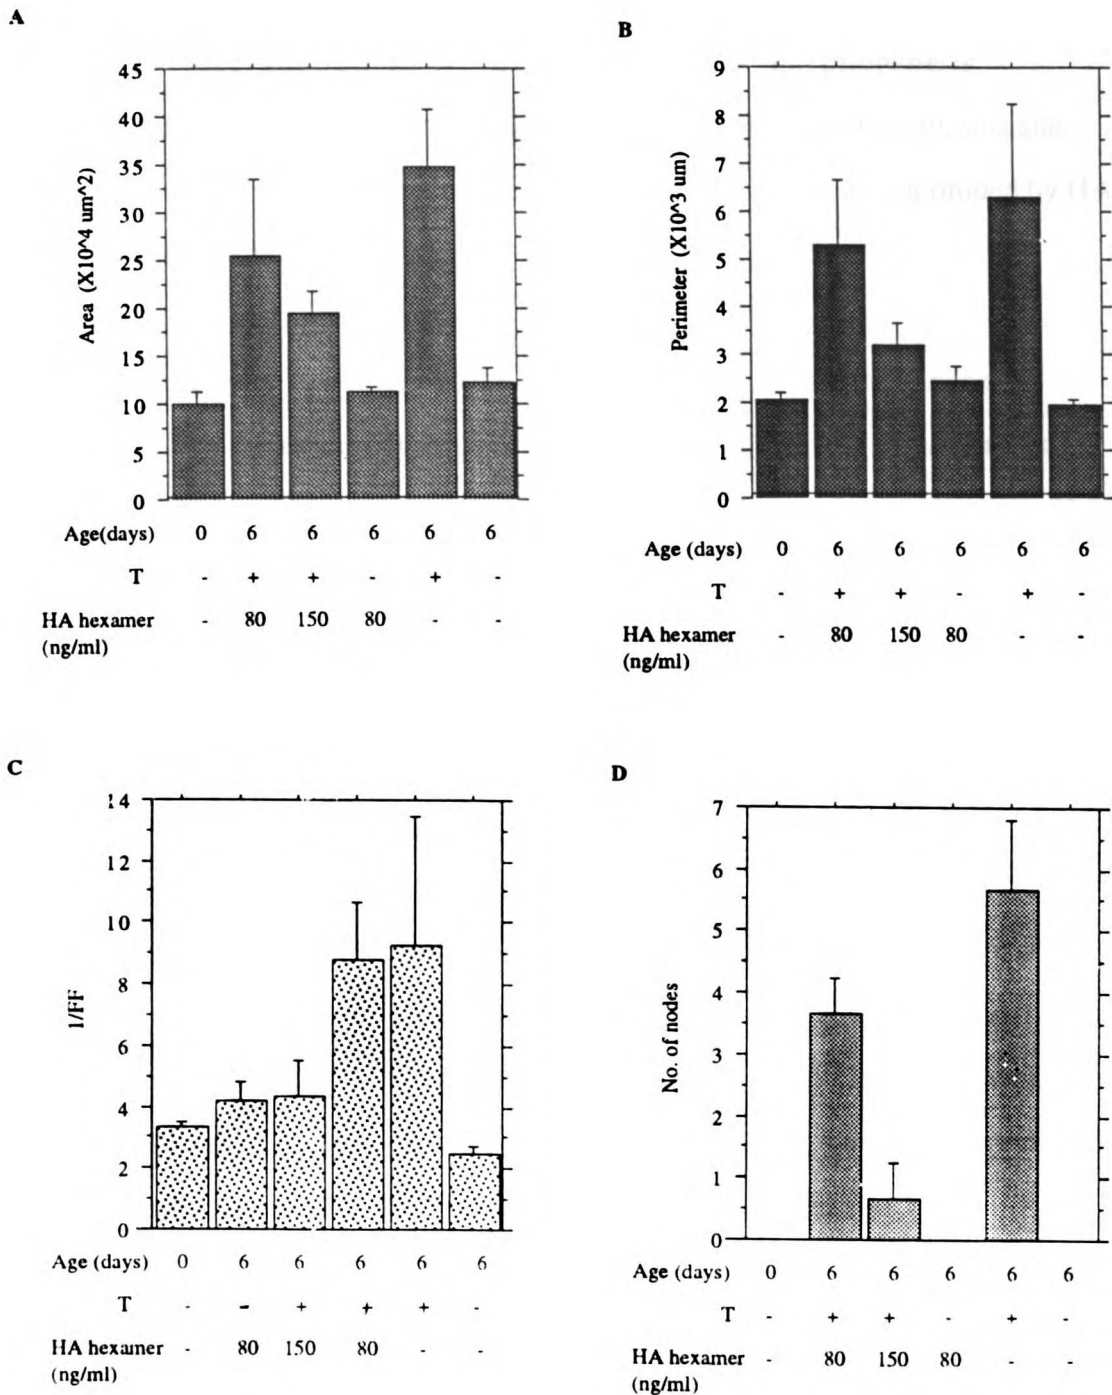 A
Area (X10^4 um^2)
45
40
35
30
25
20
15
10
5
0
Age(days) 0 6 6 6 6 6
T - + + - + -
HA hexamer - 80 150 80 - -
(ng/ml)
B
Perimeter (X10^3 um)
9
8
7
6
5
4
3
2
1
0
Age (days) 0 6 6 6 6 6
T - + + - + -
HA hexamer - 80 150 80 - -
(ng/ml)
C
1/FF
14
12
10
8
6
4
2
0
Age (days) 0 6 6 6 6 6
T - - + + + -
HA hexamer - 80 150 80 - -
(ng/ml)
D
No. of nodes
7
6
5
4
3
2
1
0
Age (days) 0 6 6 6 6 6
T - + + - + -
HA hexamer - 80 150 80 - -
(ng/ml)